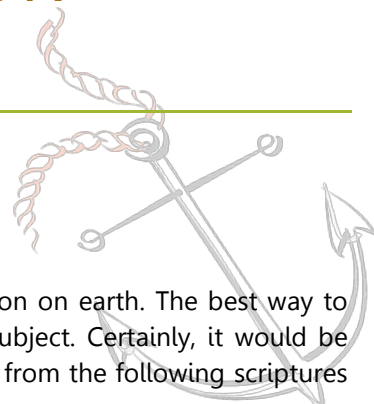 on on earth. The best way to
ubject. Certainly, it would be
from the following scriptures